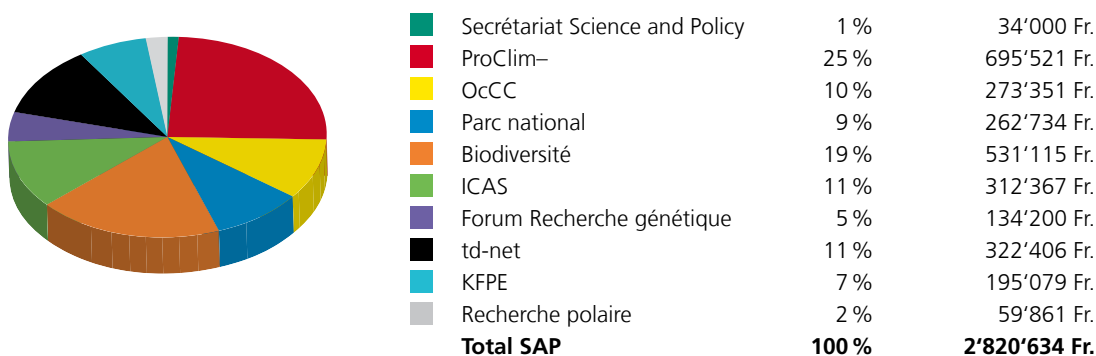 Secrétariat Science and Policy 1 % 34‘000 Fr.
ProClim– 25 % 695‘521 Fr.
OcCC 10 % 273‘351 Fr.
Parc national 9 % 262‘734 Fr.
Biodiversité 19 % 531‘115 Fr.
ICAS 11 % 312‘367 Fr.
Forum Recherche génétique 5 % 134‘200 Fr.
td-net 11 % 322‘406 Fr.
KFPE 7 % 195‘079 Fr.
Recherche polaire 2 % 59‘861 Fr.
Total SAP 100 % 2‘820‘634 Fr.